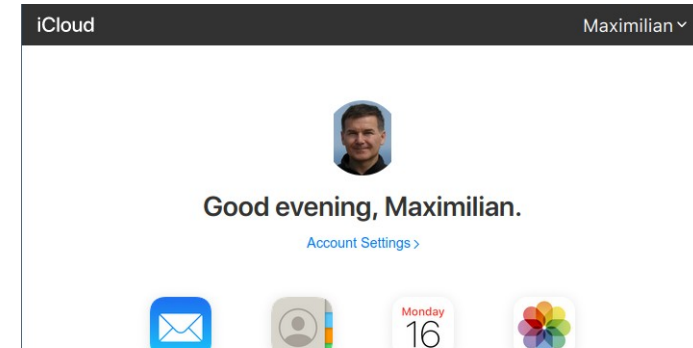 iCloud
Maximilian
Good evening, Maximilian.
Account Settings >
Monday
16